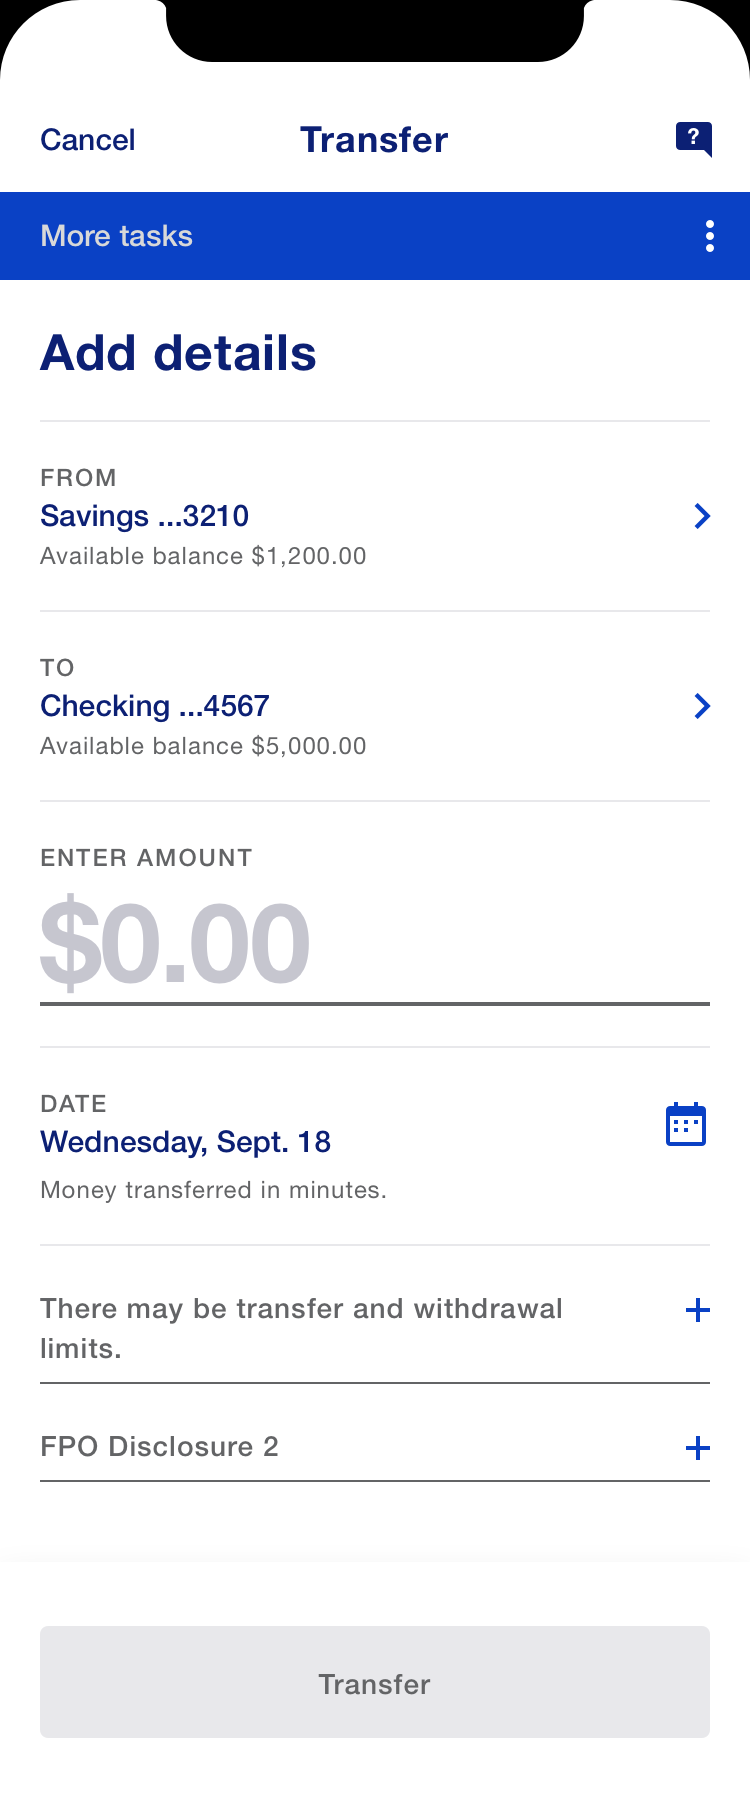 Cancel
Transfer
?
More tasks
Add details
FROM
Savings ...3210
Available balance $1,200.00
TO
Checking ...4567
Available balance $5,000.00
ENTER AMOUNT
$0.00
DATE
Wednesday, Sept. 18
Money transferred in minutes.
There may be transfer and withdrawal
limits.
FPO Disclosure 2
Transfer